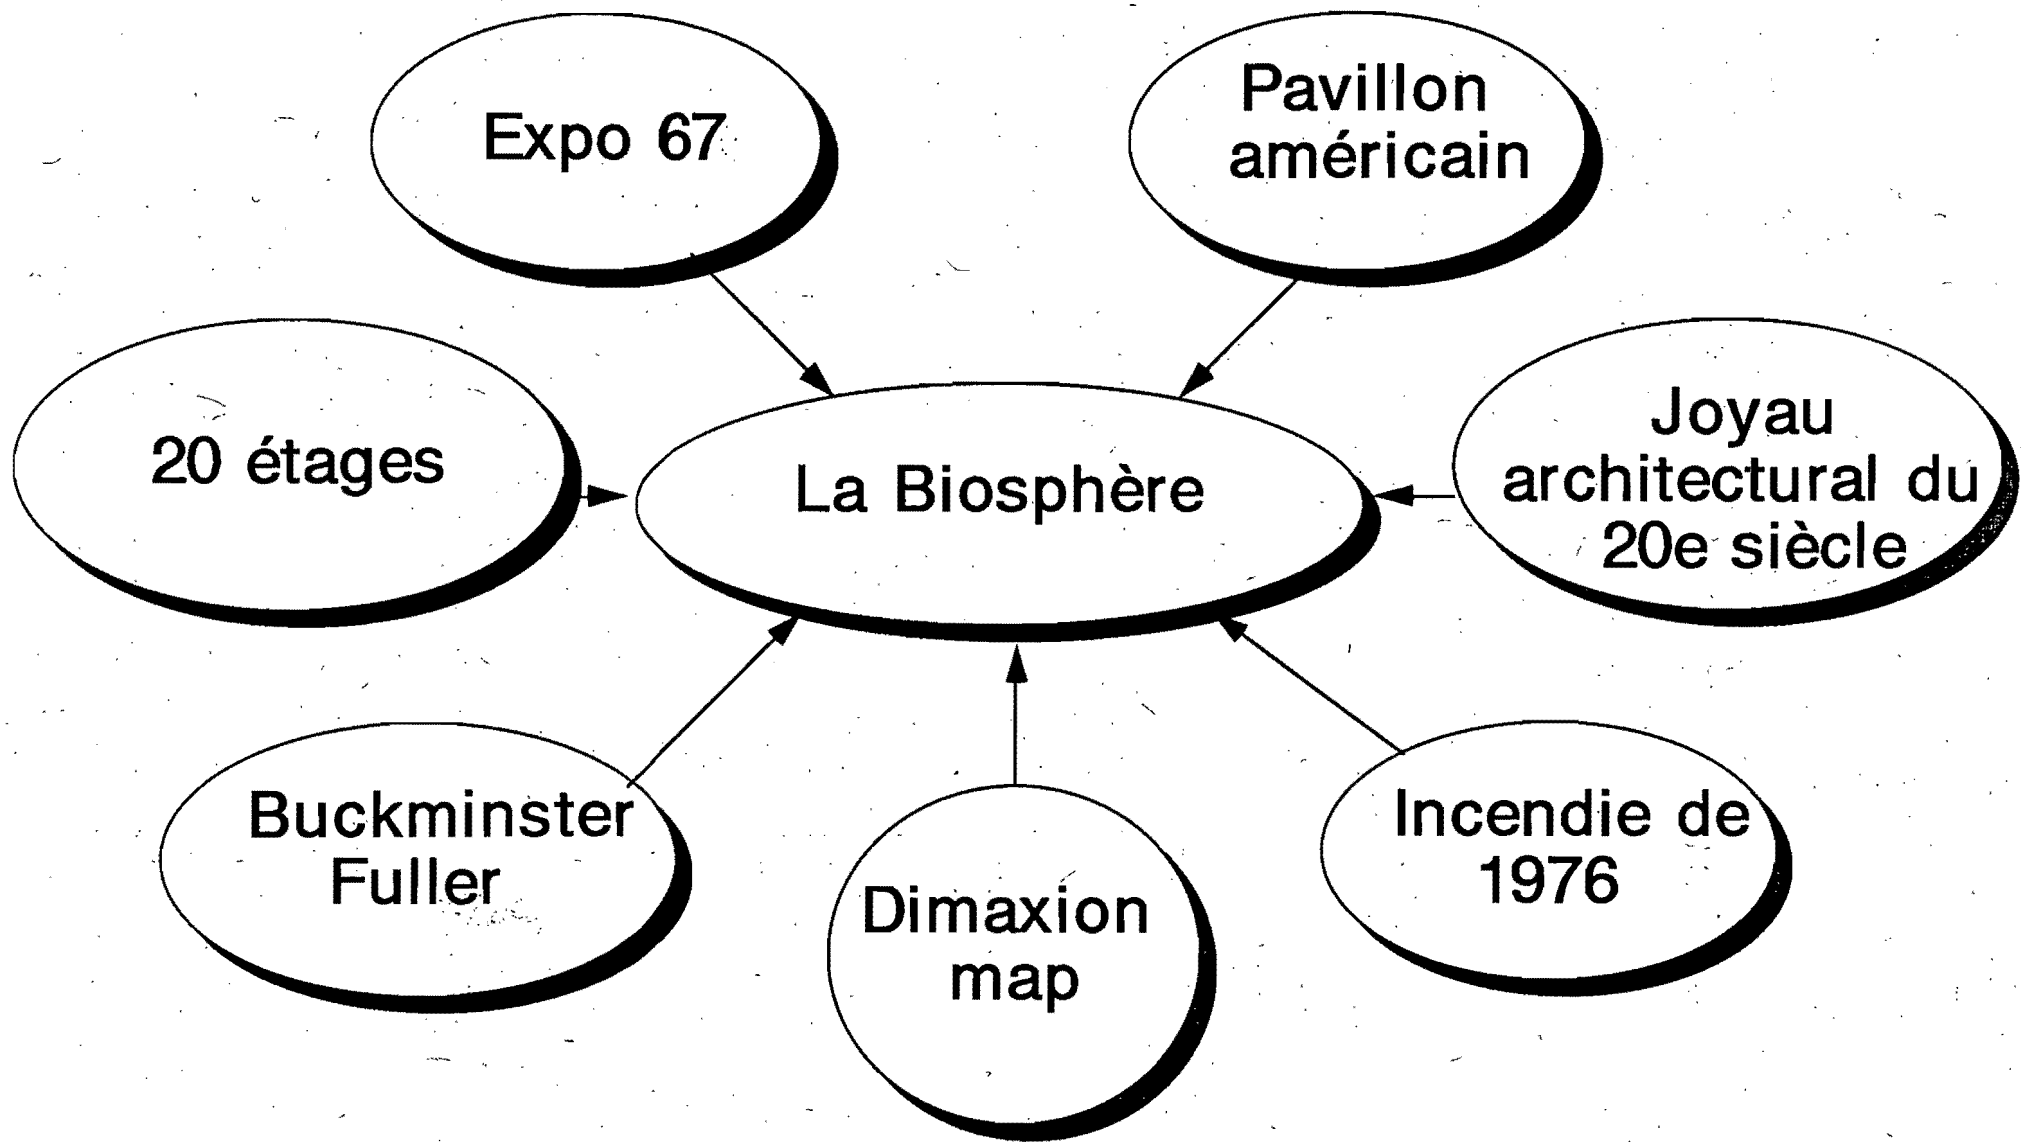 Expo 67
Pavillon
américain
20 étages
La Biosphère
Joyau
architectural du
20e siècle
Buckminster
Fuller
Dimaxion
map
Incendie de
1976